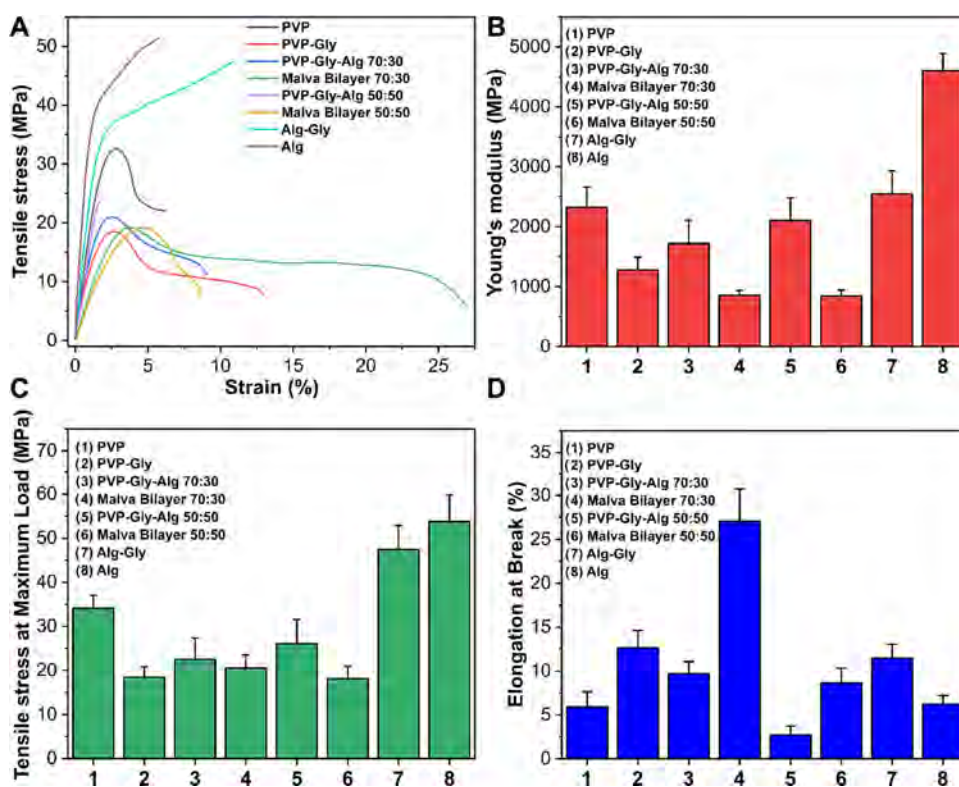 A
Tensile stress (MPa)
50
40
30
20
10
0
0 5 10 15 20 25
Strain (%)
PVP
PVP-Gly
PVP-Gly-Alg 70:30
Malva Bilayer 70:30
PVP-Gly-Alg 50:50
Malva Bilayer 50:50
Alg-Gly
Alg
B
Young's modulus (MPa)
5000
4000
3000
2000
1000
0
(1) PVP
(2) PVP-Gly
(3) PVP-Gly-Alg 70:30
(4) Malva Bilayer 70:30
(5) PVP-Gly-Alg 50:50
(6) Malva Bilayer 50:50
(7) Alg-Gly
(8) Alg
1 2 3 4 5 6 7 8
C
Tensile stress at Maximum Load (MPa)
70
60
50
40
30
20
10
0
(1) PVP
(2) PVP-Gly
(3) PVP-Gly-Alg 70:30
(4) Malva Bilayer 70:30
(5) PVP-Gly-Alg 50:50
(6) Malva Bilayer 50:50
(7) Alg-Gly
(8) Alg
1 2 3 4 5 6 7 8
D
Elongation at Break (%)
35
30
25
20
15
10
5
0
(1) PVP
(2) PVP-Gly
(3) PVP-Gly-Alg 70:30
(4) Malva Bilayer 70:30
(5) PVP-Gly-Alg 50:50
(6) Malva Bilayer 50:50
(7) Alg-Gly
(8) Alg
1 2 3 4 5 6 7 8